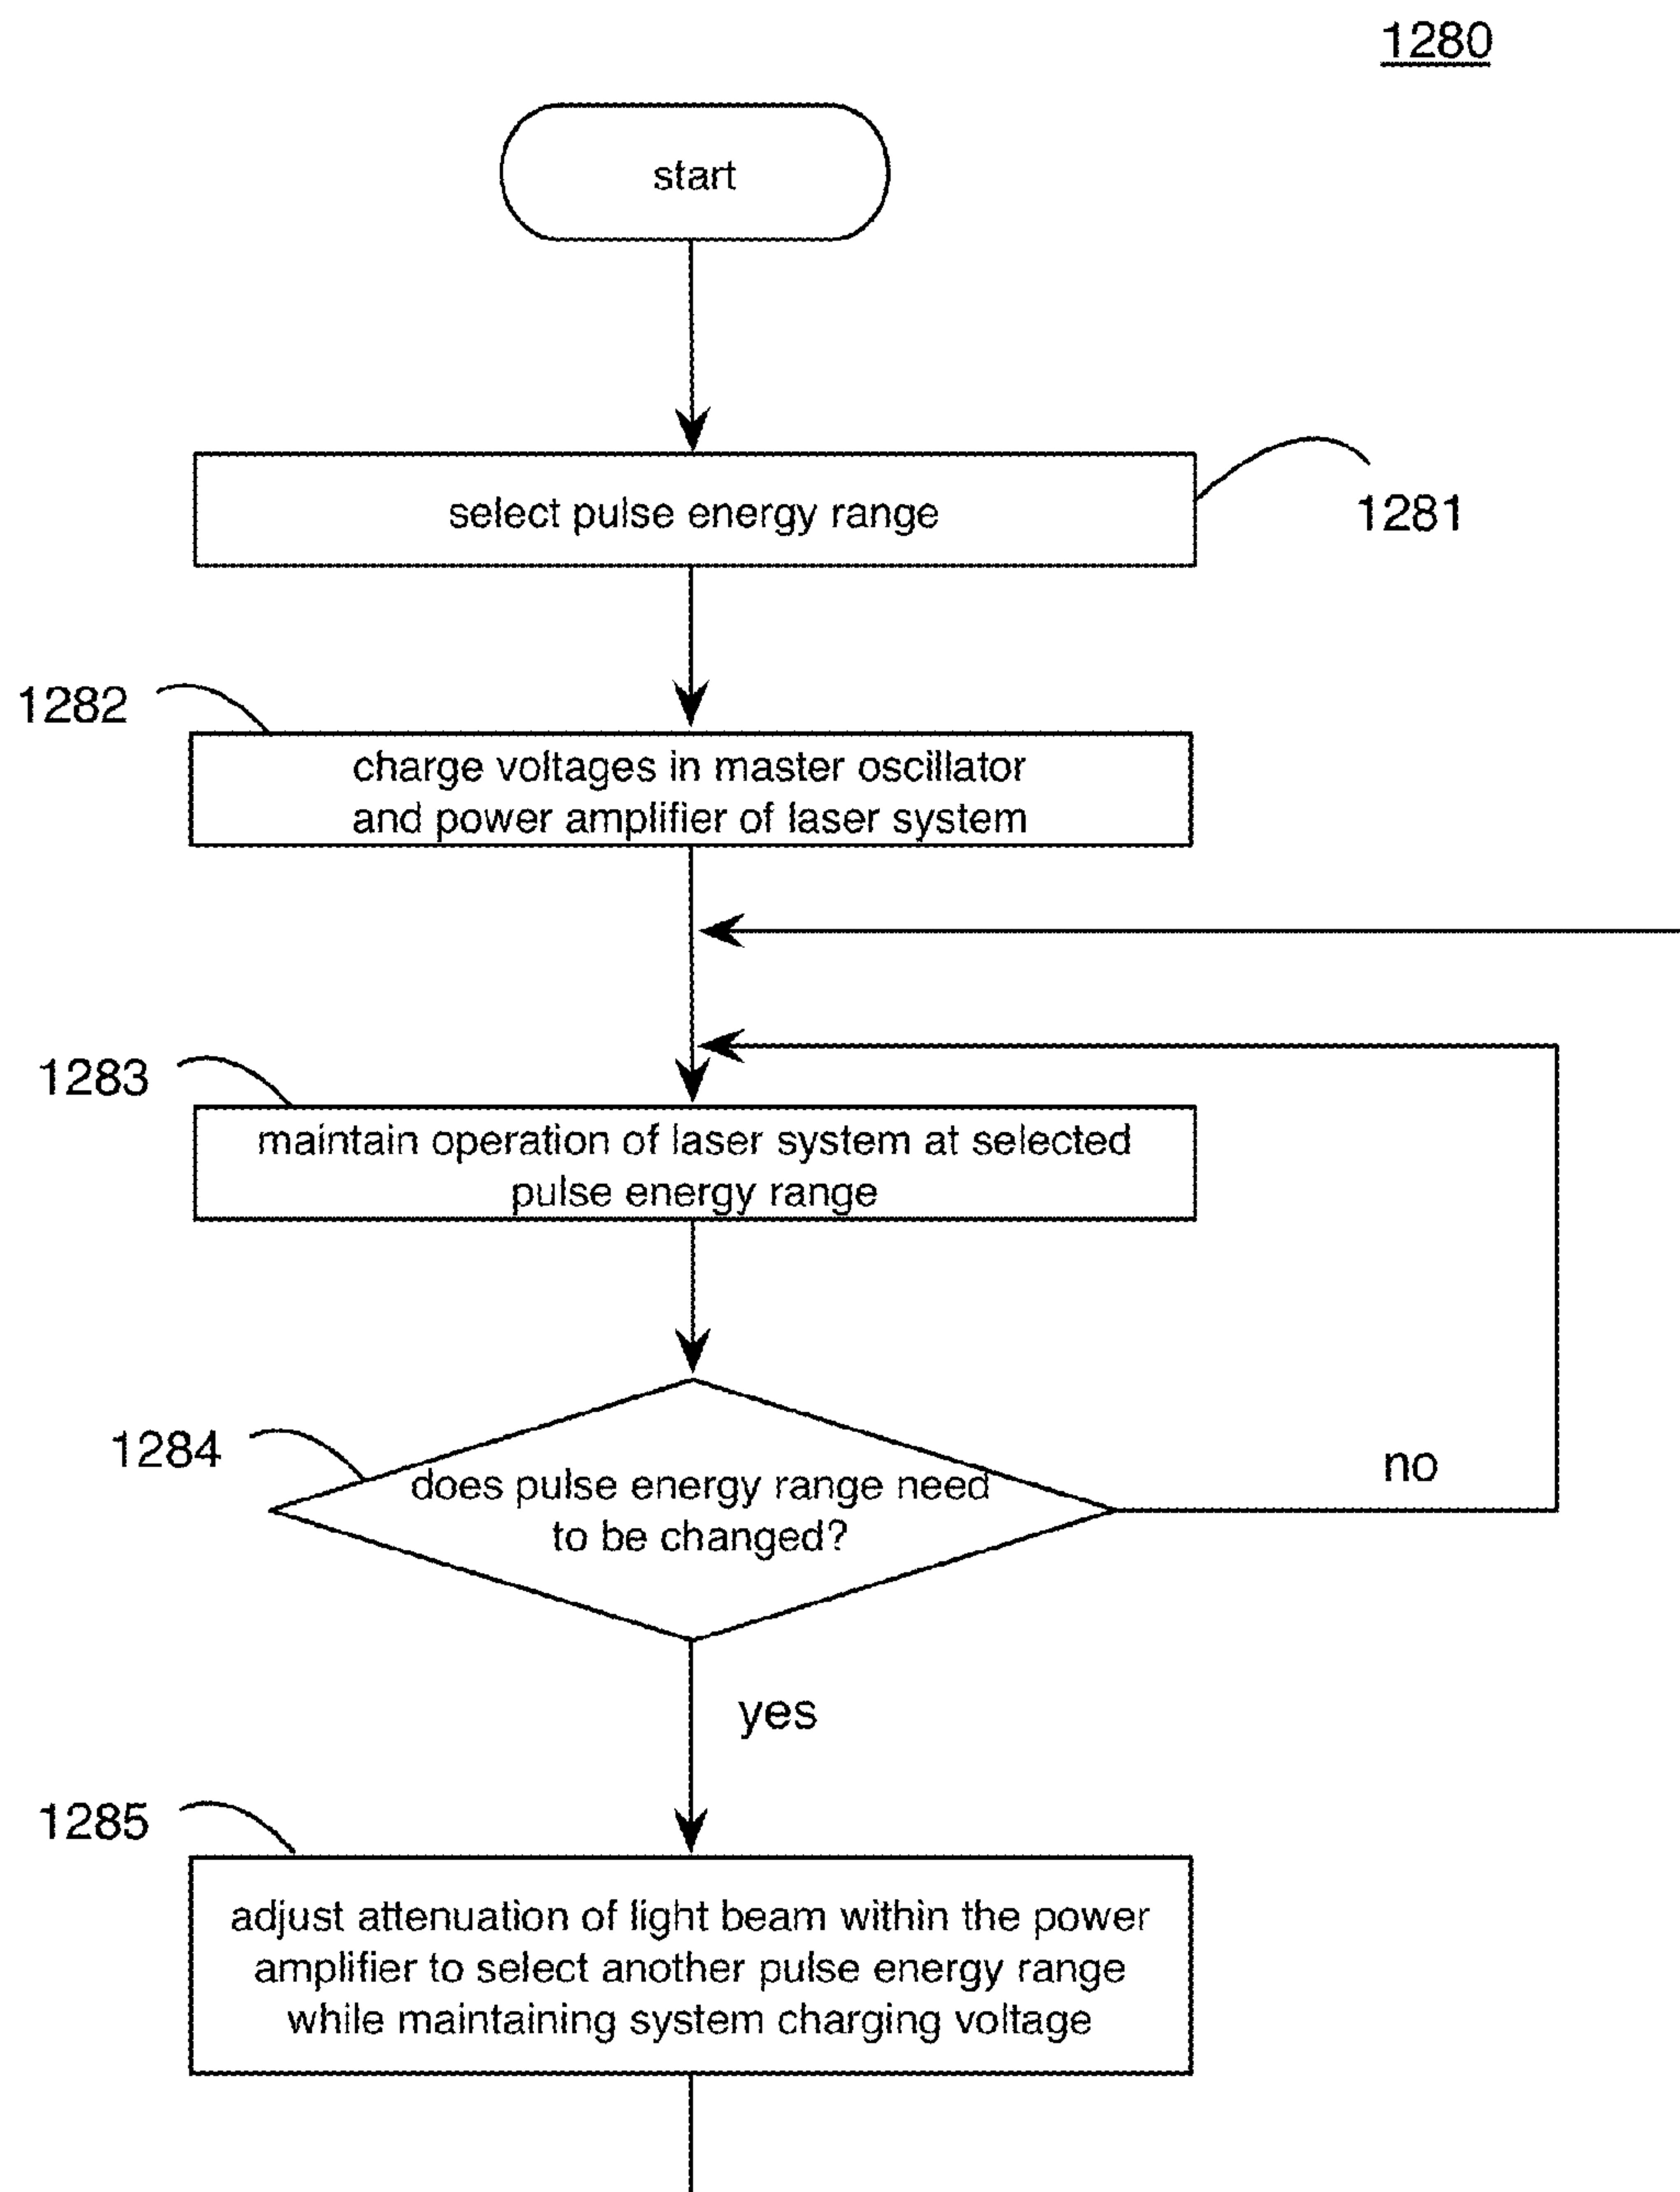 1280
start
select pulse energy range
1281
1282
charge voltages in master oscillator
and power amplifier of laser system
1283
maintain operation of laser system at selected
pulse energy range
1284
does pulse energy range need
to be changed?
no
yes
1285
adjust attenuation of light beam within the power
amplifier to select another pulse energy range
while maintaining system charging voltage